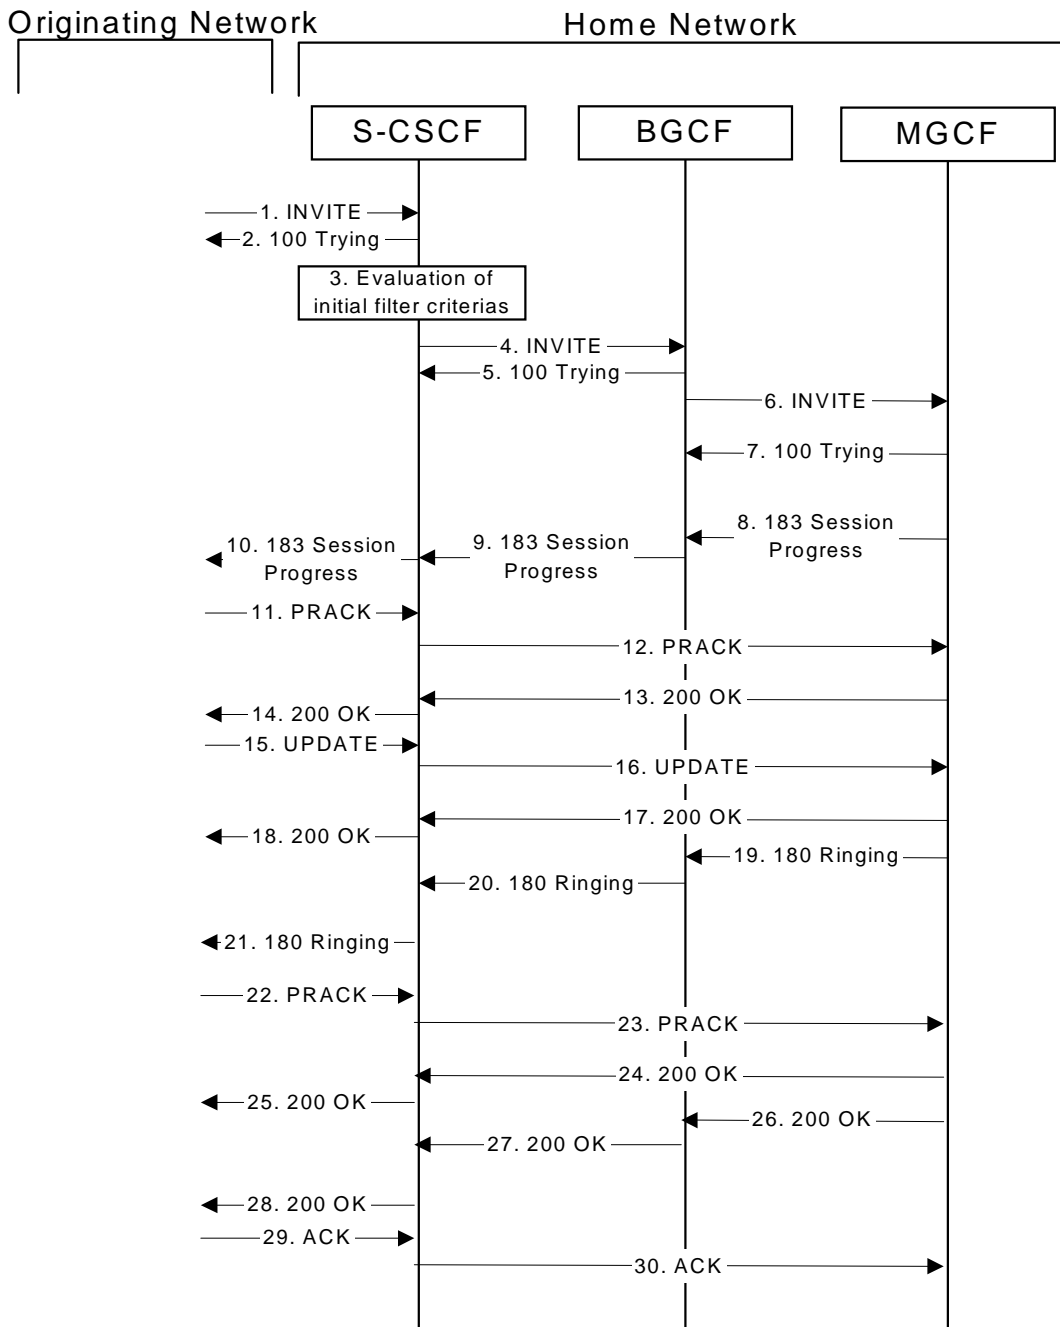 Originating Network
Home Network
S-CSCF
BGCF
MGCF
1. INVITE
2. 100 Trying
3. Evaluation of
initial filter criterias
4. INVITE
5. 100 Trying
6. INVITE
7. 100 Trying
8. 183 Session
Progress
9. 183 Session
Progress
10. 183 Session
Progress
11. PRACK
12. PRACK
13. 200 OK
14. 200 OK
15. UPDATE
16. UPDATE
17. 200 OK
18. 200 OK
19. 180 Ringing
20. 180 Ringing
21. 180 Ringing
22. PRACK
23. PRACK
24. 200 OK
25. 200 OK
26. 200 OK
27. 200 OK
28. 200 OK
29. ACK
30. ACK